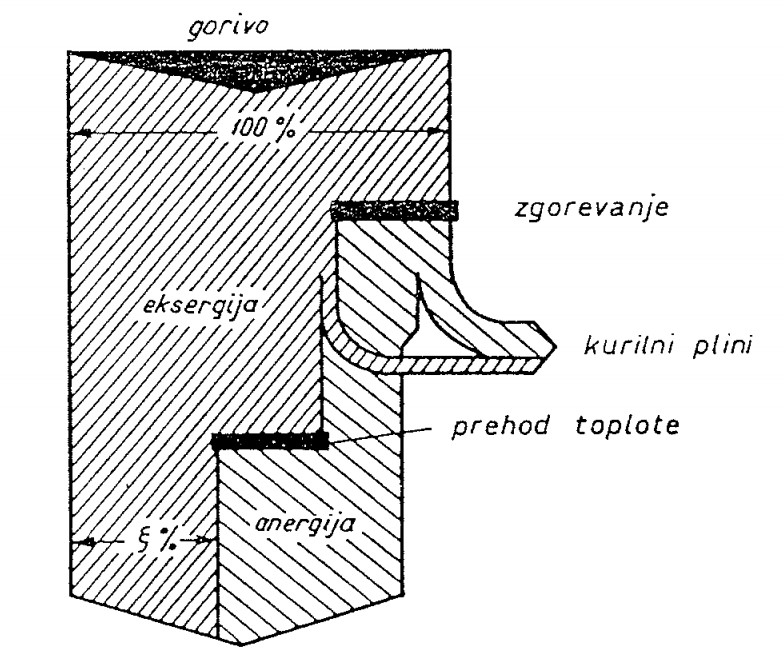 gorivo
100 %
zgorevanje
eksergija
kurilni plini
prehod toplote
anergija
ξ %